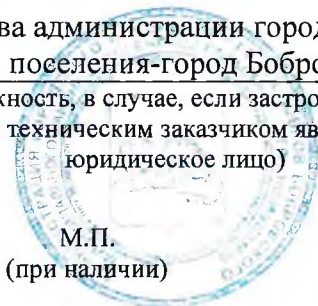 ва администрации город
поселения-город Бобро
жность, в случае, если застро
техническим заказчиком яв
юридическое лицо)
М.П.
(при наличии)